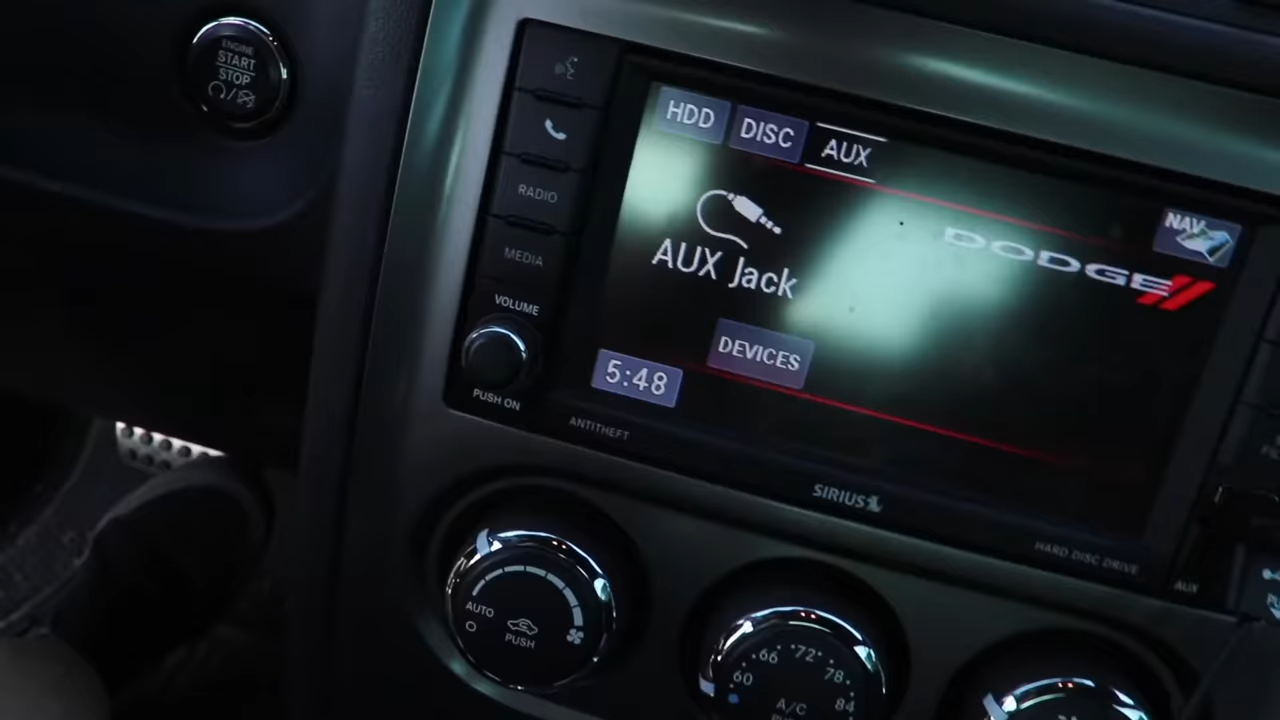 ENGINE
START
STOP
HDD
DISC
AUX
NAV
DODGE
AUX Jack
DEVICES
5:48
RADIO
MEDIA
VOLUME
PUSH ON
ANTITHEFT
SIRIUS
HARD DISC DRIVE
AUX
AUTO
O
PUSH
60
66
72
78
84
A/C